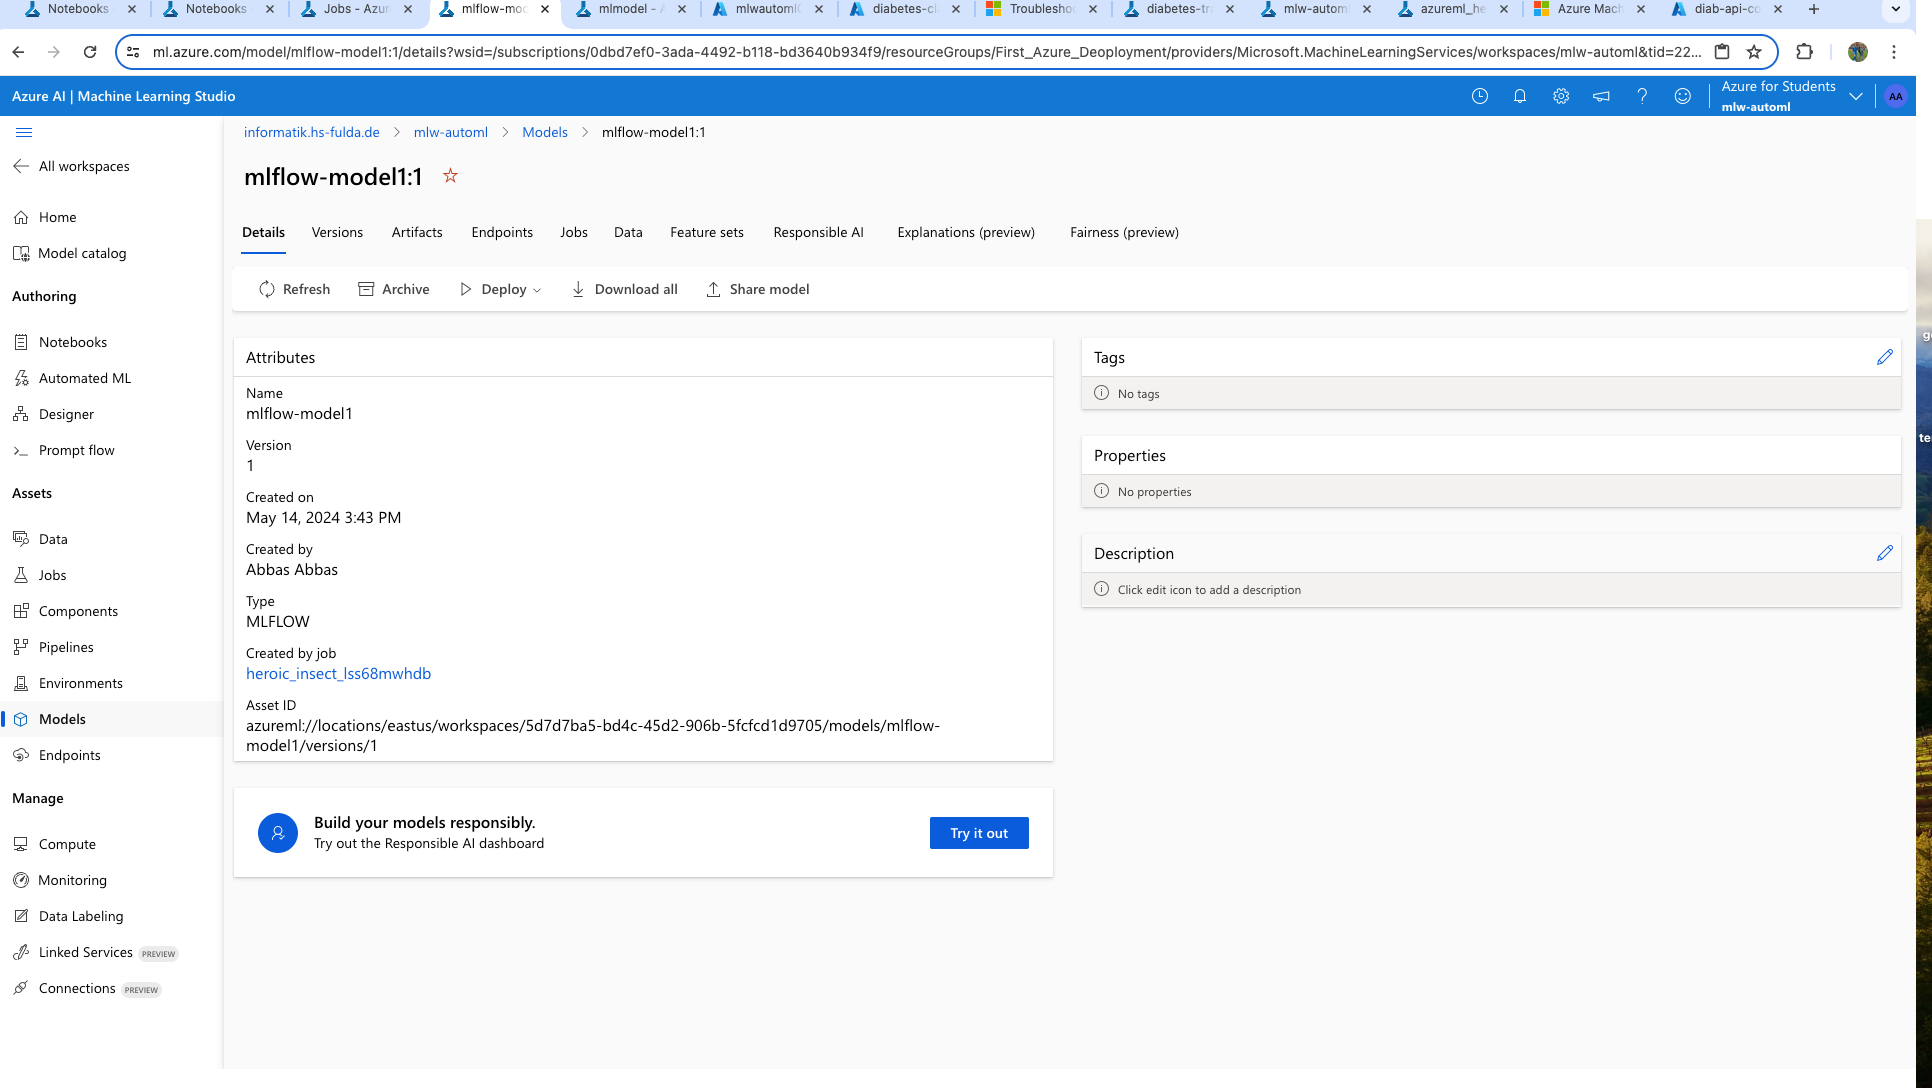 Notebooks
Notebooks
Jobs - Azur
mlflow-mod
mlmodel - A
mlwautoml
diabetes-cl
Troublesho
diabetes-tra
mlw-autom
azureml_he
Azure Mach
diab-api-co
ml.azure.com/model/mlflow-model1:1/details?wsid=/subscriptions/0dbd7ef0-3ada-4492-b118-bd3640b934f9/resourceGroups/First_Azure_Deoployment/providers/Microsoft.MachineLearningServices/workspaces/mlw-automl&tid=22...
Azure AI | Machine Learning Studio
Azure for Students
mlw-automl
AA
informatik.hs-fulda.de > mlw-automl > Models > mlflow-model1:1
All workspaces
Home
Model catalog
Authoring
Notebooks
Automated ML
Designer
Prompt flow
Assets
Data
Jobs
Components
Pipelines
Environments
Models
Endpoints
Manage
Compute
Monitoring
Data Labeling
Linked Services PREVIEW
Connections PREVIEW
mlflow-model1:1
Details Versions Artifacts Endpoints Jobs Data Feature sets Responsible AI Explanations (preview) Fairness (preview)
Refresh Archive Deploy Download all Share model
Attributes
Name
mlflow-model1
Version
1
Created on
May 14, 2024 3:43 PM
Created by
Abbas Abbas
Type
MLFLOW
Created by job
heroic_insect_lss68mwhdb
Asset ID
azureml://locations/eastus/workspaces/5d7d7ba5-bd4c-45d2-906b-5fcfcd1d9705/models/mlflow-
model1/versions/1
Build your models responsibly.
Try out the Responsible AI dashboard
Try it out
Tags
No tags
Properties
No properties
Description
Click edit icon to add a description
te